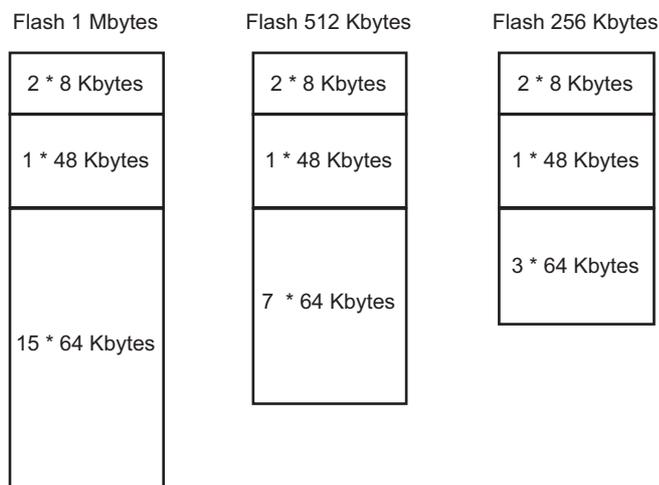 Flash 1 Mbytes
Flash 512 Kbytes
Flash 256 Kbytes
2 * 8 Kbytes
2 * 8 Kbytes
2 * 8 Kbytes
1 * 48 Kbytes
1 * 48 Kbytes
1 * 48 Kbytes
3 * 64 Kbytes
7 * 64 Kbytes
15 * 64 Kbytes